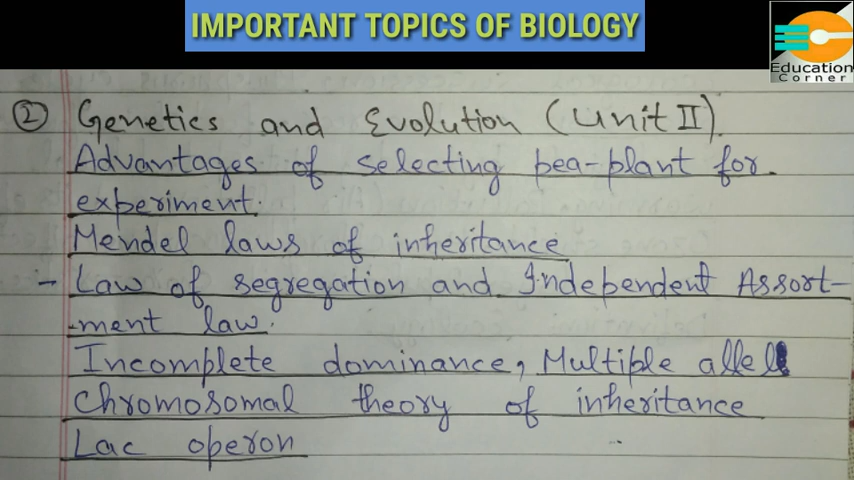 IMPORTANT TOPICS OF BIOLOGY
Education
Corner
② Genetics and Evolution (Unit II).
Advantages of selecting pea-plant for
experiment.
Mendel laws of inheritance
- Law of segregation and Independent Assort-
-ment law.
Incomplete dominance, Multiple allel
Chromosomal theory of inheritance
Lac operon